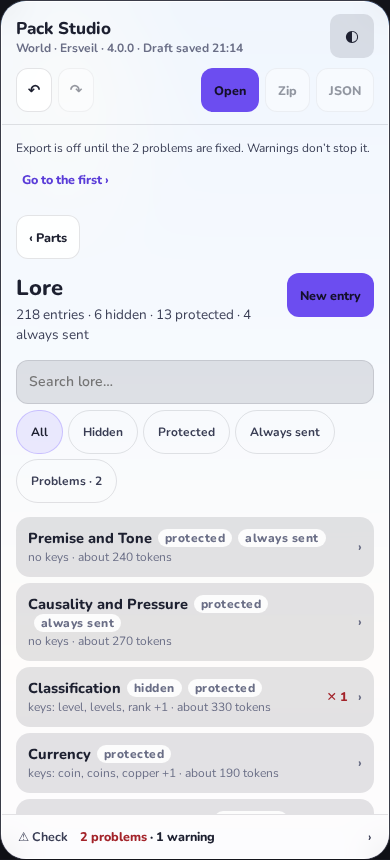 Pack Studio
World · Ersveil · 4.0.0 · Draft saved 21:14
Open Zip JSON
Export is off until the 2 problems are fixed. Warnings don’t stop it.
Go to the first ›
‹ Parts
Lore
218 entries · 6 hidden · 13 protected · 4
always sent
New entry
Search lore…
All Hidden Protected Always sent
Problems · 2
Premise and Tone protected always sent
no keys · about 240 tokens
Causality and Pressure protected
always sent
no keys · about 270 tokens
Classification hidden protected
keys: level, levels, rank +1 · about 330 tokens
✕ 1
Currency protected
keys: coin, coins, copper +1 · about 190 tokens
⚠ Check 2 problems · 1 warning